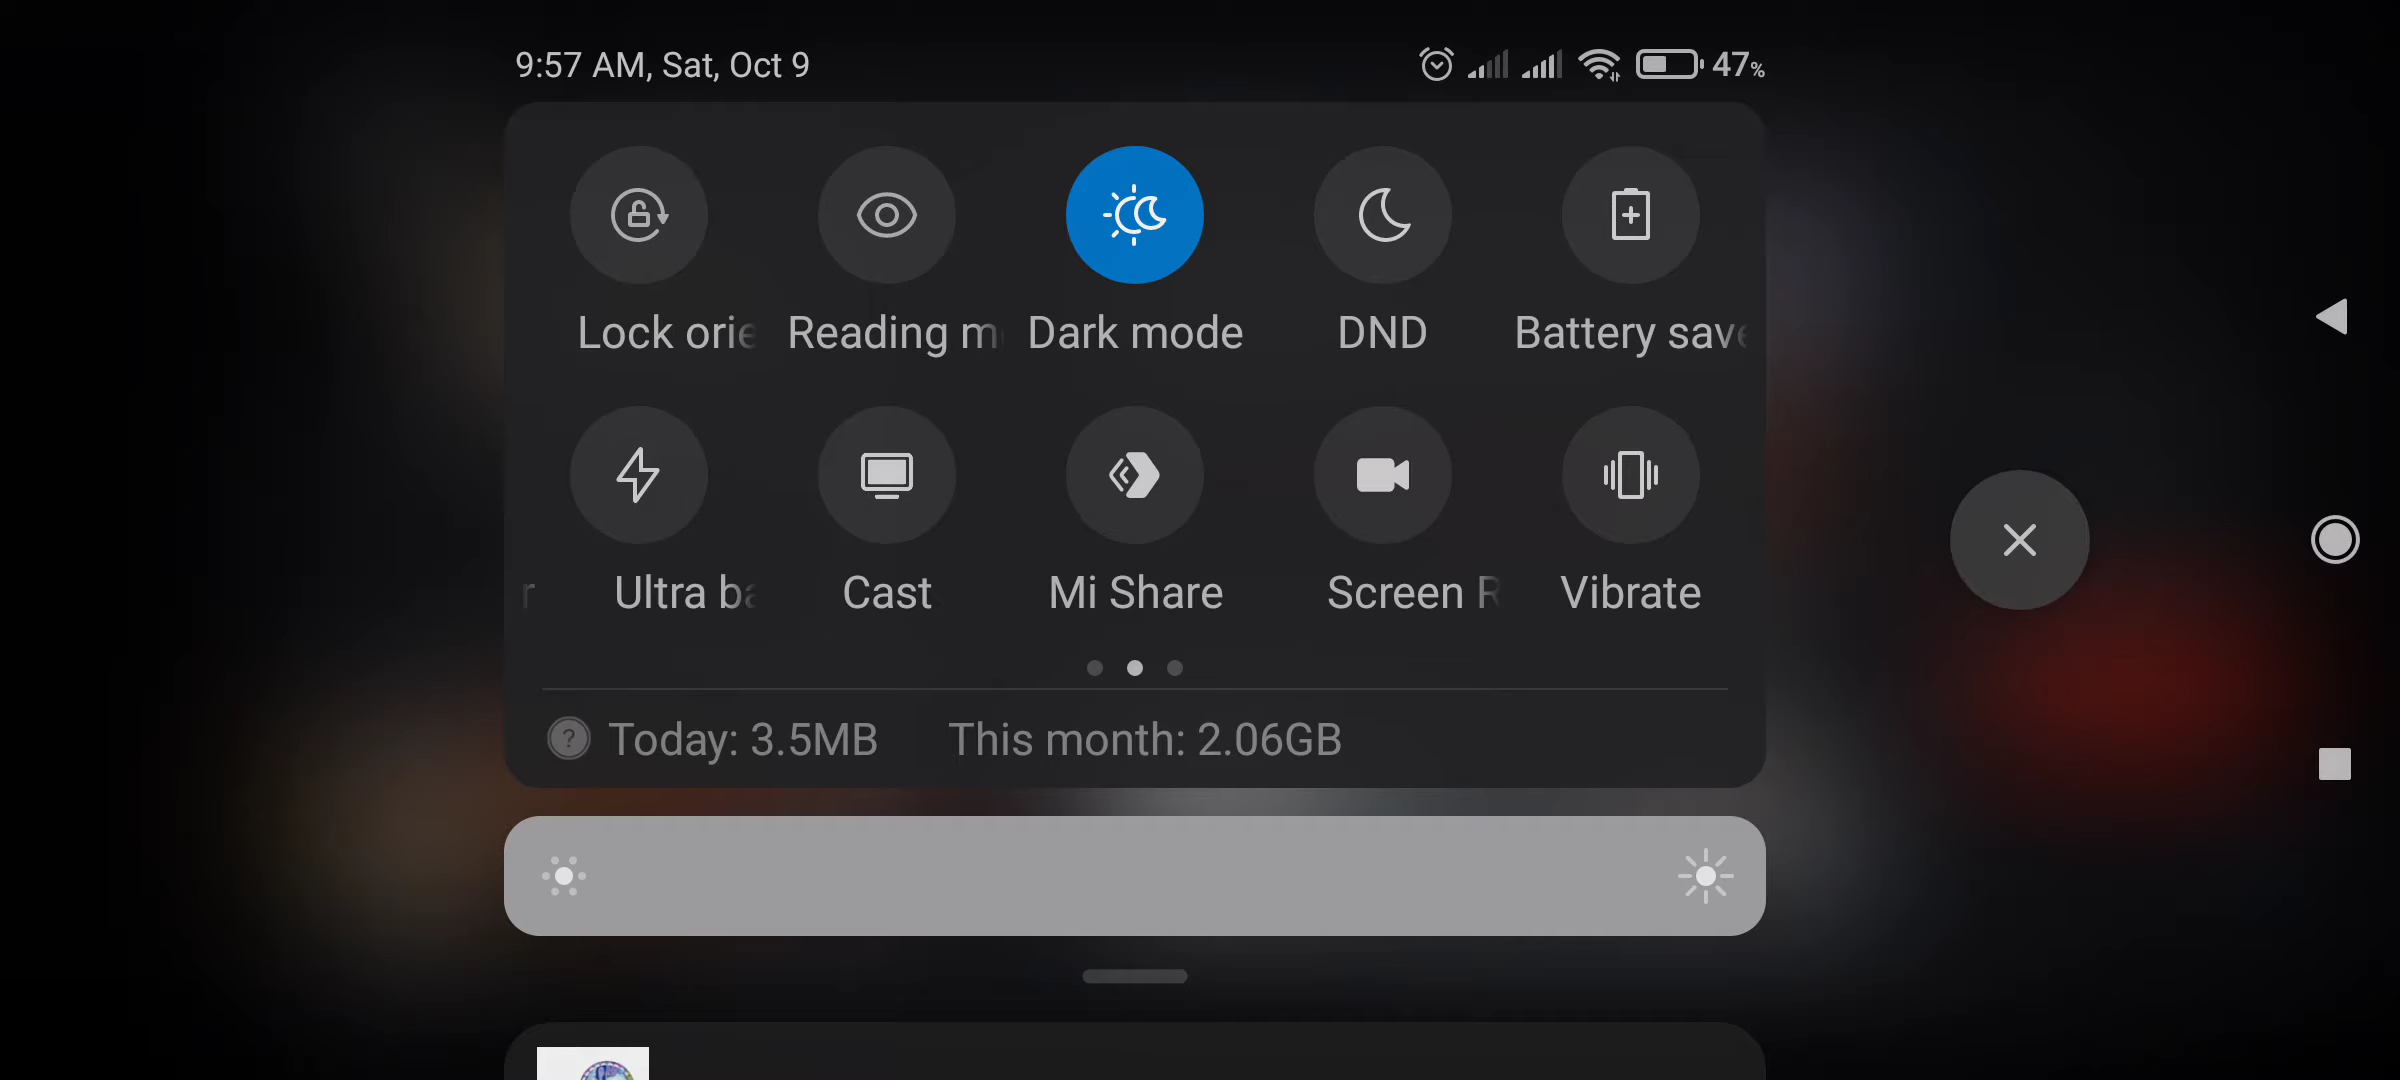 9:57 AM, Sat, Oct 9 47%
Lock orie Reading m Dark mode DND Battery save
r Ultra ba Cast Mi Share Screen R Vibrate
? Today: 3.5MB This month: 2.06GB